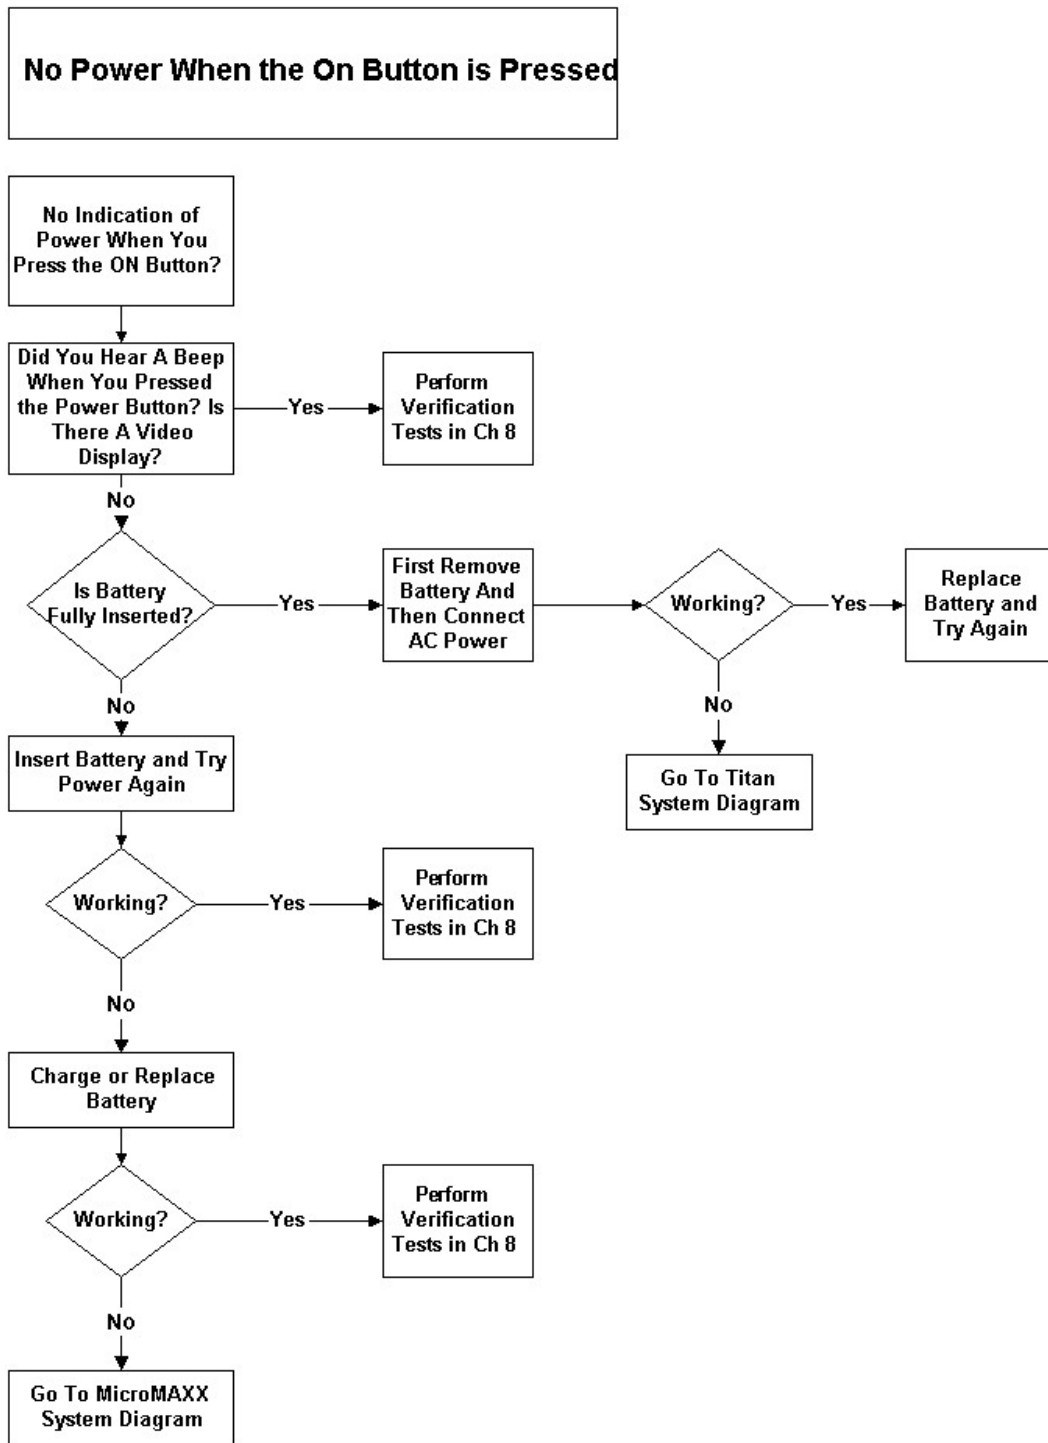 No Power When the On Button is Pressed
No Indication of
Power When You
Press the ON Button?
Did You Hear A Beep
When You Pressed
the Power Button? Is
There A Video
Display?
Yes
Perform
Verification
Tests in Ch 8
No
Is Battery
Fully Inserted?
Yes
First Remove
Battery And
Then Connect
AC Power
Working?
Yes
Replace
Battery and
Try Again
No
Go To Titan
System Diagram
No
Insert Battery and Try
Power Again
Working?
Yes
Perform
Verification
Tests in Ch 8
No
Charge or Replace
Battery
Working?
Yes
Perform
Verification
Tests in Ch 8
No
Go To MicroMAXX
System Diagram